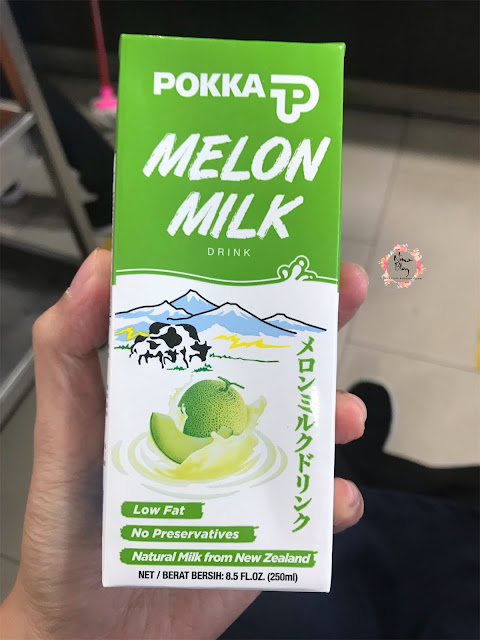 POKKA
MELON
MILK
DRINK
メロンミルクドリンク
Low Fat
No Preservatives
Natural Milk from New Zealand
NET / BERAT BERSIH: 8.5 FL.OZ. (250ml)